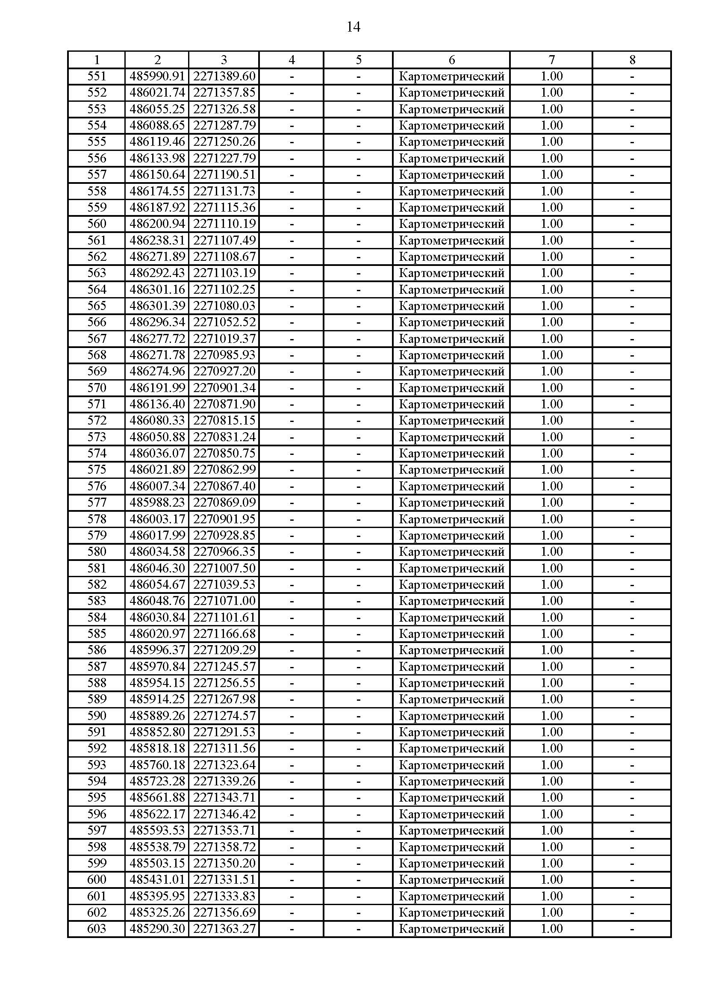 14
1 2 3 4 5 6 7 8
551 485990.91 2271389.60 - - Картометрический 1.00 -
552 486021.74 2271357.85 - - Картометрический 1.00 -
553 486055.25 2271326.58 - - Картометрический 1.00 -
554 486088.65 2271287.79 - - Картометрический 1.00 -
555 486119.46 2271250.26 - - Картометрический 1.00 -
556 486133.98 2271227.79 - - Картометрический 1.00 -
557 486150.64 2271190.51 - - Картометрический 1.00 -
558 486174.55 2271131.73 - - Картометрический 1.00 -
559 486187.92 2271115.36 - - Картометрический 1.00 -
560 486200.94 2271110.19 - - Картометрический 1.00 -
561 486238.31 2271107.49 - - Картометрический 1.00 -
562 486271.89 2271108.67 - - Картометрический 1.00 -
563 486292.43 2271103.19 - - Картометрический 1.00 -
564 486301.16 2271102.25 - - Картометрический 1.00 -
565 486301.39 2271080.03 - - Картометрический 1.00 -
566 486296.34 2271052.52 - - Картометрический 1.00 -
567 486277.72 2271019.37 - - Картометрический 1.00 -
568 486271.78 2270985.93 - - Картометрический 1.00 -
569 486274.96 2270927.20 - - Картометрический 1.00 -
570 486191.99 2270901.34 - - Картометрический 1.00 -
571 486136.40 2270871.90 - - Картометрический 1.00 -
572 486080.33 2270815.15 - - Картометрический 1.00 -
573 486050.88 2270831.24 - - Картометрический 1.00 -
574 486036.07 2270850.75 - - Картометрический 1.00 -
575 486021.89 2270862.99 - - Картометрический 1.00 -
576 486007.34 2270867.40 - - Картометрический 1.00 -
577 485988.23 2270869.09 - - Картометрический 1.00 -
578 486003.17 2270901.95 - - Картометрический 1.00 -
579 486017.99 2270928.85 - - Картометрический 1.00 -
580 486034.58 2270966.35 - - Картометрический 1.00 -
581 486046.30 2271007.50 - - Картометрический 1.00 -
582 486054.67 2271039.53 - - Картометрический 1.00 -
583 486048.76 2271071.00 - - Картометрический 1.00 -
584 486030.84 2271101.61 - - Картометрический 1.00 -
585 486020.97 2271166.68 - - Картометрический 1.00 -
586 485996.37 2271209.29 - - Картометрический 1.00 -
587 485970.84 2271245.57 - - Картометрический 1.00 -
588 485954.15 2271256.55 - - Картометрический 1.00 -
589 485914.25 2271267.98 - - Картометрический 1.00 -
590 485889.26 2271274.57 - - Картометрический 1.00 -
591 485852.80 2271291.53 - - Картометрический 1.00 -
592 485818.18 2271311.56 - - Картометрический 1.00 -
593 485760.18 2271323.64 - - Картометрический 1.00 -
594 485723.28 2271339.26 - - Картометрический 1.00 -
595 485661.88 2271343.71 - - Картометрический 1.00 -
596 485622.17 2271346.42 - - Картометрический 1.00 -
597 485593.53 2271353.71 - - Картометрический 1.00 -
598 485538.79 2271358.72 - - Картометрический 1.00 -
599 485503.15 2271350.20 - - Картометрический 1.00 -
600 485431.01 2271331.51 - - Картометрический 1.00 -
601 485395.95 2271333.83 - - Картометрический 1.00 -
602 485325.26 2271356.69 - - Картометрический 1.00 -
603 485290.30 2271363.27 - - Картометрический 1.00 -